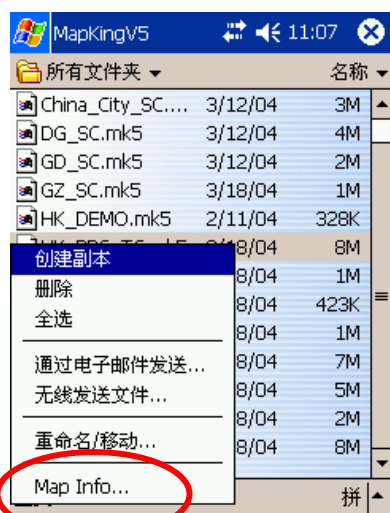 MapKingV5 11:07
所有文件夹 名称
China_City_SC.... 3/12/04 3M
DG_SC.mk5 3/12/04 4M
GD_SC.mk5 3/12/04 2M
GZ_SC.mk5 3/18/04 1M
HK_DEMO.mk5 2/11/04 328K
8M
创建副本
8/04 1M
删除
8/04 423K
全选
8/04 1M
通过电子邮件发送... 8/04 7M
无线发送文件... 8/04 5M
8/04 2M
重命名/移动... 8/04 8M
Map Info...
拼